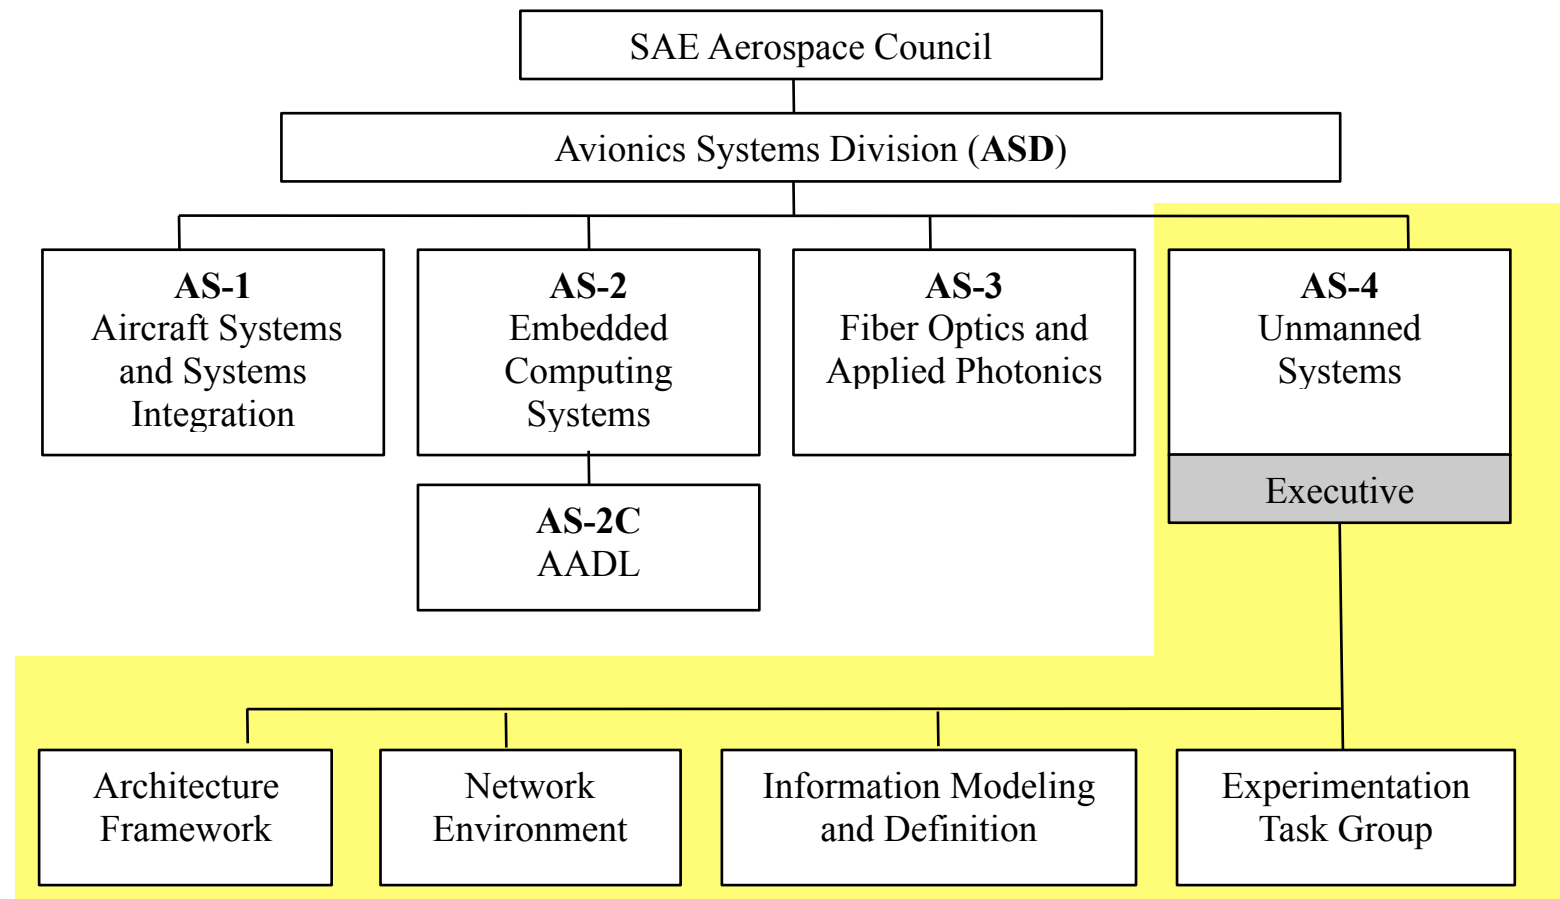 SAE Aerospace Council
Avionics Systems Division (ASD)
AS-1
Aircraft Systems
and Systems
Integration
AS-2
Embedded
Computing
Systems
AS-3
Fiber Optics and
Applied Photonics
AS-4
Unmanned
Systems
Executive
AS-2C
AADL
Architecture
Framework
Network
Environment
Information Modeling
and Definition
Experimentation
Task Group